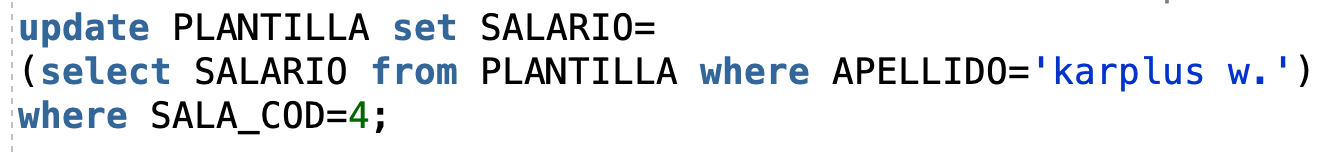 update PLANTILLA set SALARIO=
(select SALARIO from PLANTILLA where APELLIDO='karplus w.')
where SALA_COD=4;